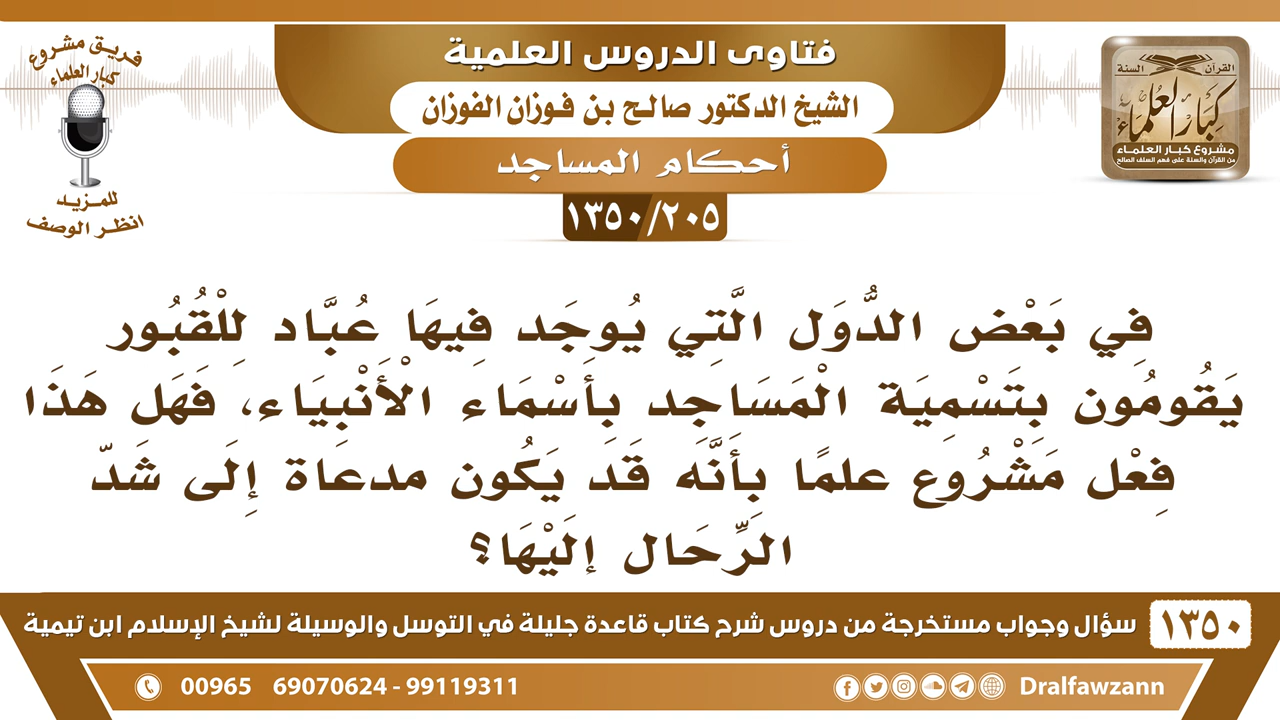 فتاوى الدروس العلمية
الشيخ الدكتور صالح بن فوزان الفوزان
أحكام المساجد
١٣٥٠/٢٠٥
فريق مشروع
كبار العلماء
للمزيد
انظر الوصف
القرآن السنة
كبار العلماء
مشروع كبار العلماء
من القرآن والسنة على فهم السلف الصالح
فِي بَعْضِ الدُّوَلِ الَّتِي يُوجَد فِيهَا عُبَّاد لِلْقُبُور
يَقُومُون بِتَسْمِيَة الْمَسَاجِد بِأَسْمَاءِ الْأَنْبِيَاءِ، فَهَل هَذَا
فِعْل مَشْرُوع علمًا بِأَنَّه قَد يَكُون مدعَاة إِلَى شَدّ
الرِّحَال إِلَيْهَا؟
١٣٥٠ سؤال وجواب مستخرجة من دروس شرح كتاب قاعدة جليلة في التوسل والوسيلة لشيخ الإسلام ابن تيمية
00965 69070624 - 99119311
Dralfawzann